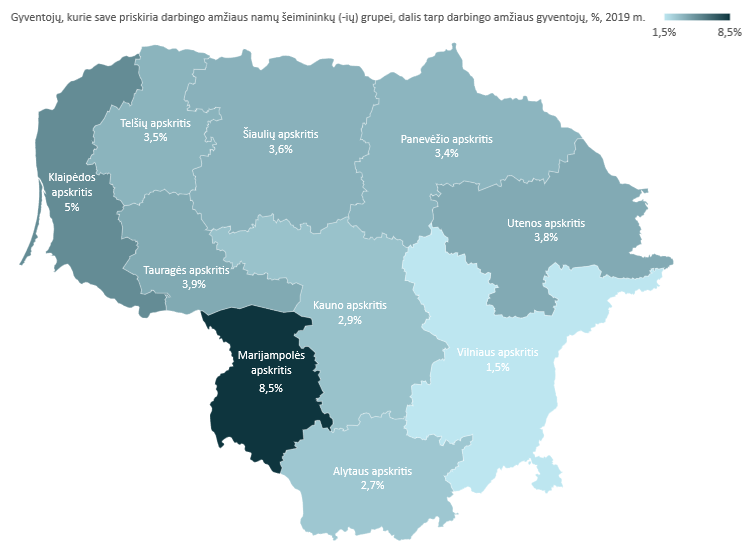 Gyventojų, kurie save priskiria darbingo amžiaus namų šeimininkų (-ių) grupei, dalis tarp darbingo amžiaus gyventojų, %, 2019 m.
1,5% 8,5%
Telšių apskritis
3,5%
Šiaulių apskritis
3,6%
Panevėžio apskritis
3,4%
Klaipėdos
apskritis
5%
Utenos apskritis
3,8%
Tauragės apskritis
3,9%
Kauno apskritis
2,9%
Vilniaus apskritis
1,5%
Marijampolės
apskritis
8,5%
Alytaus apskritis
2,7%